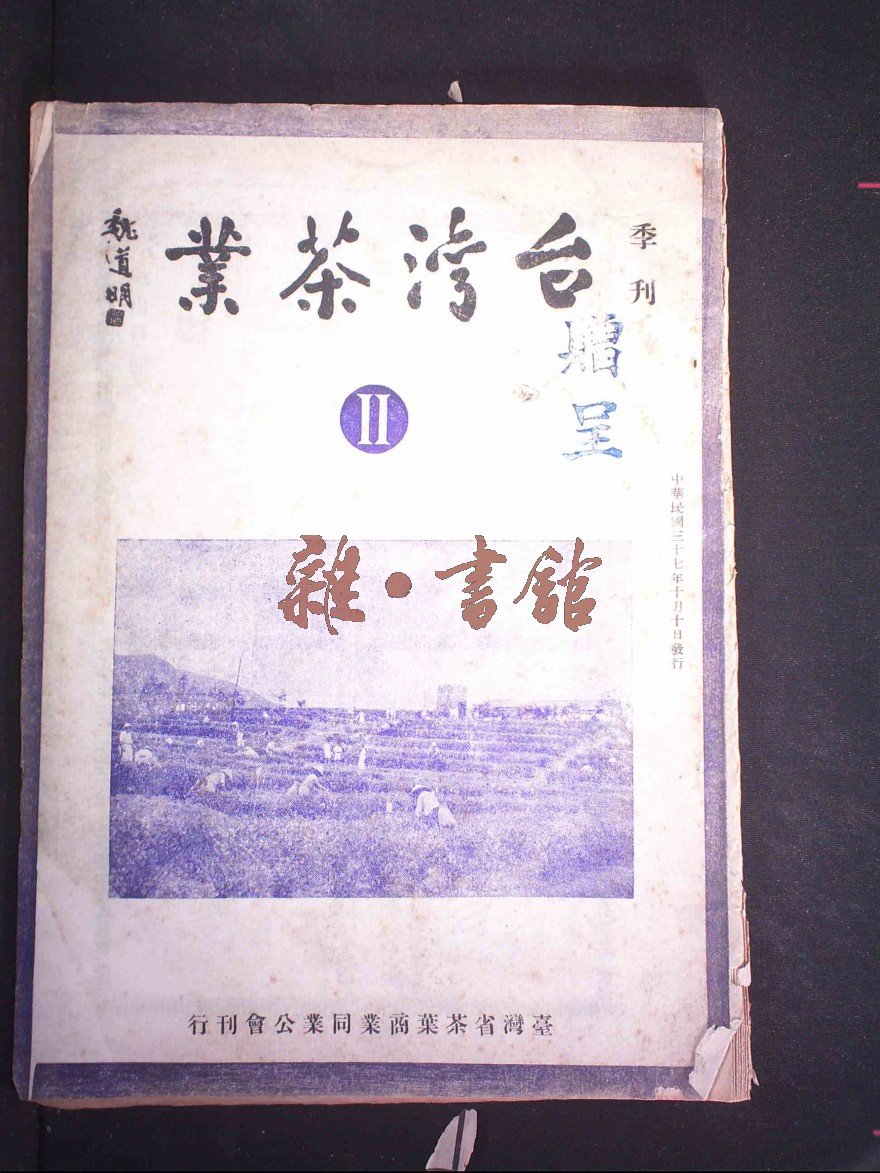 季刊
台湾茶業
魏道明
贈呈
II
中華民國三十七年十月十日發行
雜·書館
臺灣省茶葉商業同業公會刊行